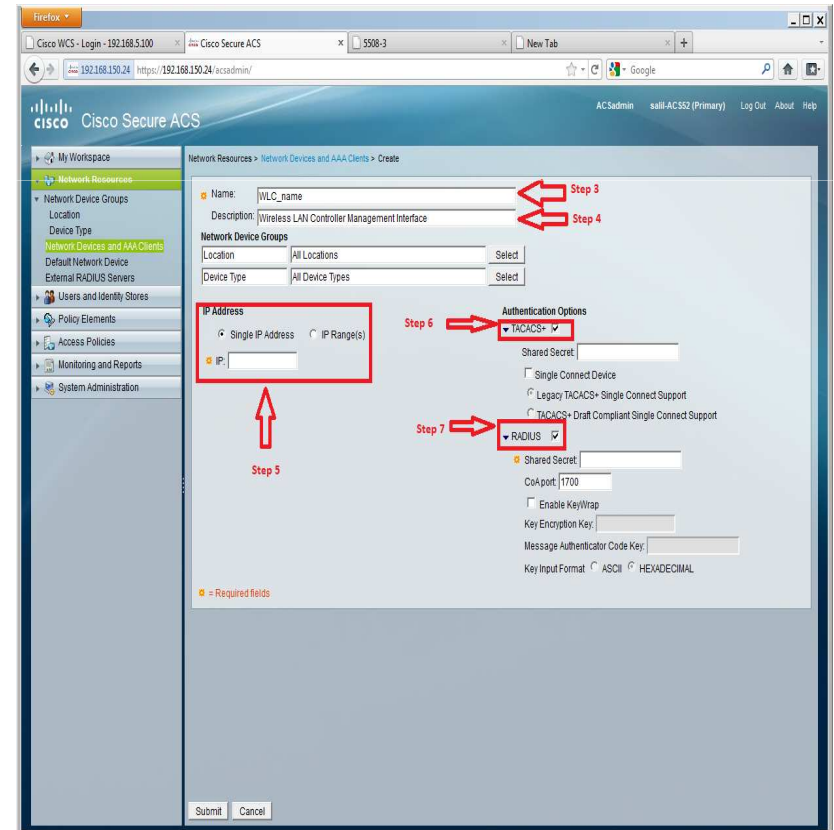 Firefox
Cisco WCS - Login - 192.168.5.100
Cisco Secure ACS
5508-3
New Tab
192.168.150.24 https://192.168.150.24/acsadmin/
Google
CISCO Cisco Secure ACS
ACSadmin salil-ACS52 (Primary) Log Out About Help
My Workspace
Network Resources
Network Device Groups
Location
Device Type
Network Devices and AAA Clients
Default Network Device
External RADIUS Servers
Users and Identity Stores
Policy Elements
Access Policies
Monitoring and Reports
System Administration
Network Resources > Network Devices and AAA Clients > Create
Name: WLC_name
Step 3
Description: Wireless LAN Controller Management Interface
Step 4
Network Device Groups
Location All Locations Select
Device Type All Device Types Select
IP Address
Single IP Address IP Range(s)
IP:
Step 5
Authentication Options
Step 6
TACACS+
Shared Secret:
Single Connect Device
Legacy TACACS+ Single Connect Support
TACACS+ Draft Compliant Single Connect Support
Step 7
RADIUS
Shared Secret:
CoA port: 1700
Enable KeyWrap
Key Encryption Key:
Message Authenticator Code Key:
Key Input Format ASCII HEXADECIMAL
= Required fields
Submit Cancel